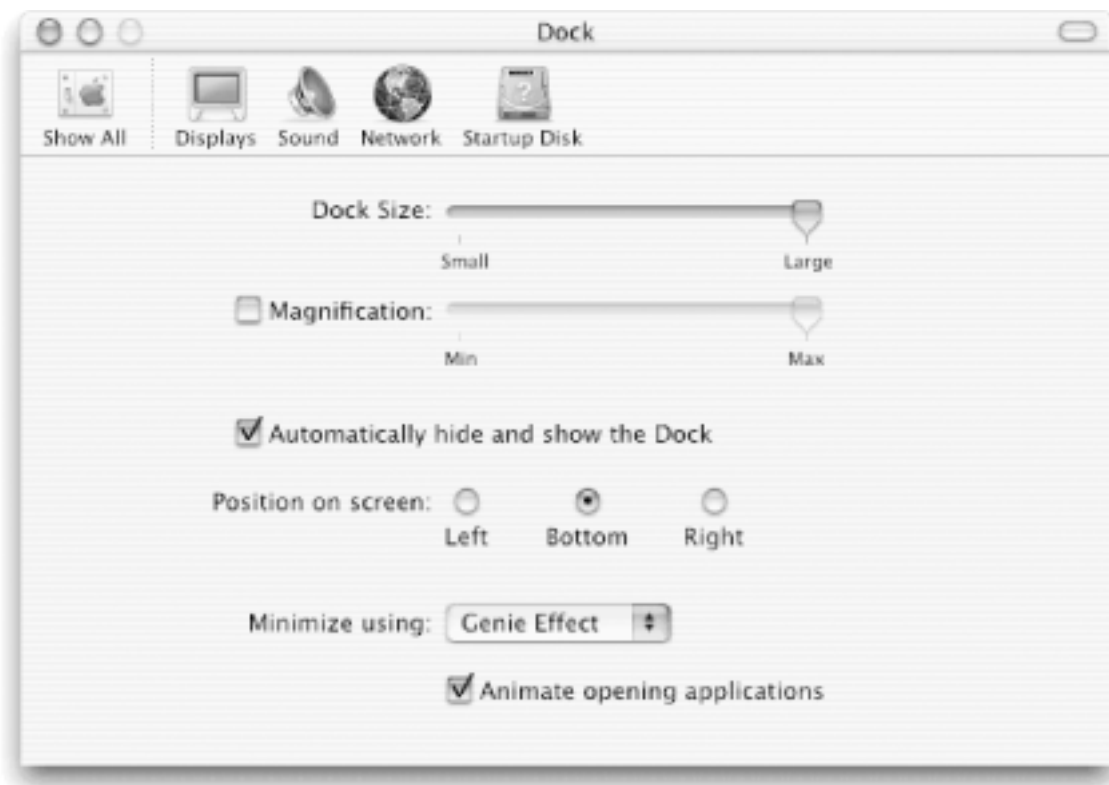 Dock
Show All Displays Sound Network Startup Disk
Dock Size:
Small Large
Magnification:
Min Max
Automatically hide and show the Dock
Position on screen:
Left Bottom Right
Minimize using: Genie Effect
Animate opening applications